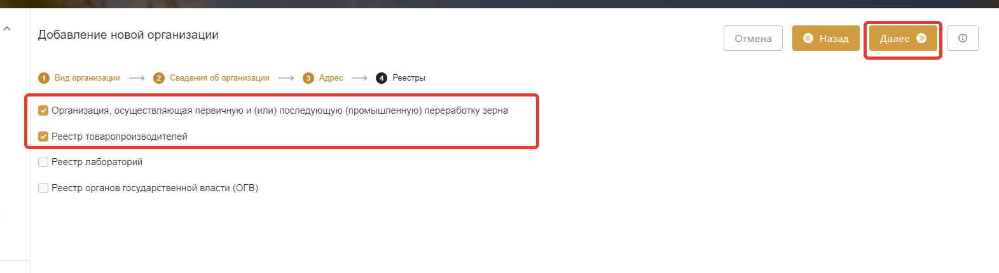 Добавление новой организации
Отмена
Назад
Далее
1 Вид организации 2 Сведения об организации 3 Адрес 4 Реестры
Организация, осуществляющая первичную и (или) последующую (промышленную) переработку зерна
Реестр товаропроизводителей
Реестр лабораторий
Реестр органов государственной власти (ОГВ)